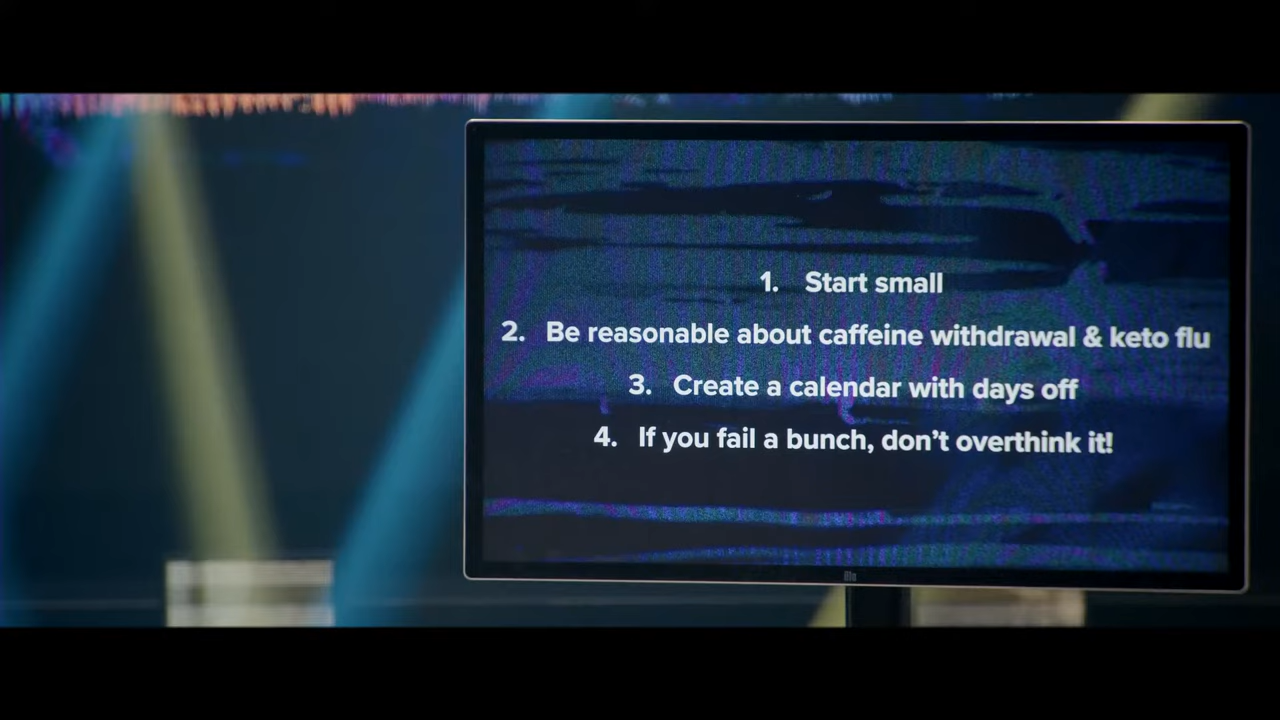 1. Start small
2. Be reasonable about caffeine withdrawal & keto flu
3. Create a calendar with days off
4. If you fail a bunch, don't overthink it!